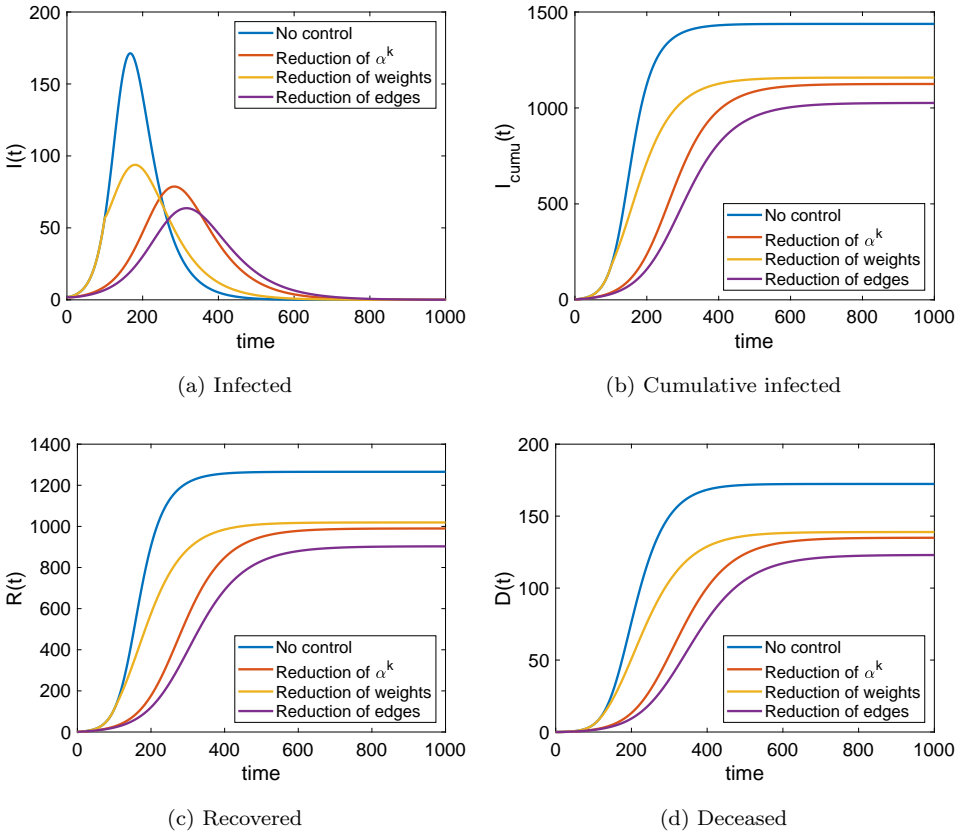 200
150
100
50
0
I(t)
0 200 400 600 800 1000
time
No control
Reduction of α^k
Reduction of weights
Reduction of edges
(a) Infected
1500
1000
500
0
I_cumu(t)
0 200 400 600 800 1000
time
No control
Reduction of α^k
Reduction of weights
Reduction of edges
(b) Cumulative infected
1400
1200
1000
800
600
400
200
0
R(t)
0 200 400 600 800 1000
time
No control
Reduction of α^k
Reduction of weights
Reduction of edges
(c) Recovered
200
150
100
50
0
D(t)
0 200 400 600 800 1000
time
No control
Reduction of α^k
Reduction of weights
Reduction of edges
(d) Deceased